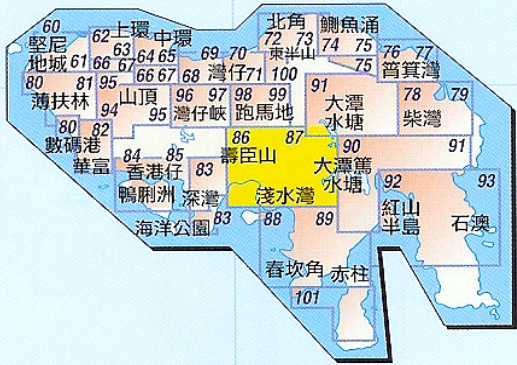 60
堅尼
地城
61
62
上環
63
66
67
中環
64
65
66
67
68
69
70
灣仔
71
北角
72
73
東半山
100
鰂魚涌
74
75
75
76
77
筲箕灣
80
81
薄扶林
95
94
山頂
95
96
97
灣仔峽
98
99
跑馬地
91
大潭
水塘
78
79
柴灣
80
數碼港
82
華富
84
85
香港仔
鴨脷洲
83
深灣
83
海洋公園
86
87
壽臣山
淺水灣
90
91
大潭篤
水塘
92
紅山
半島
93
石澳
88
89
舂坎角
赤柱
101